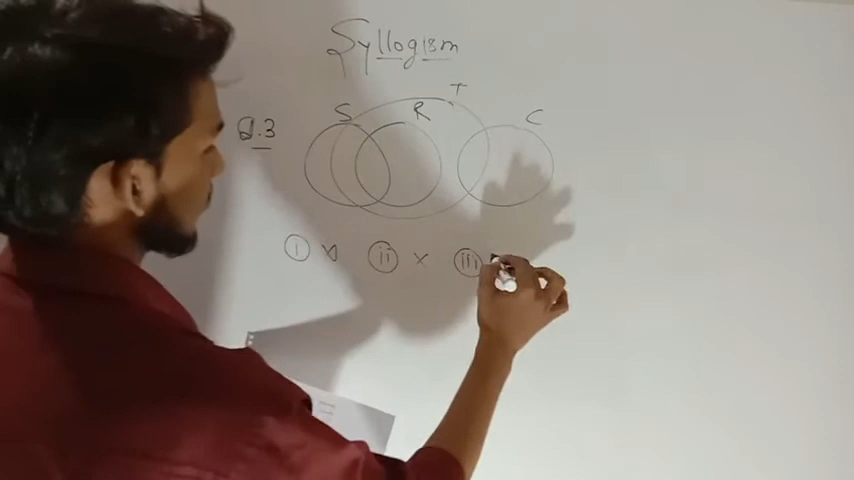 Syllogism
T
S R C
Q.3
(i) × (ii) × (iii)